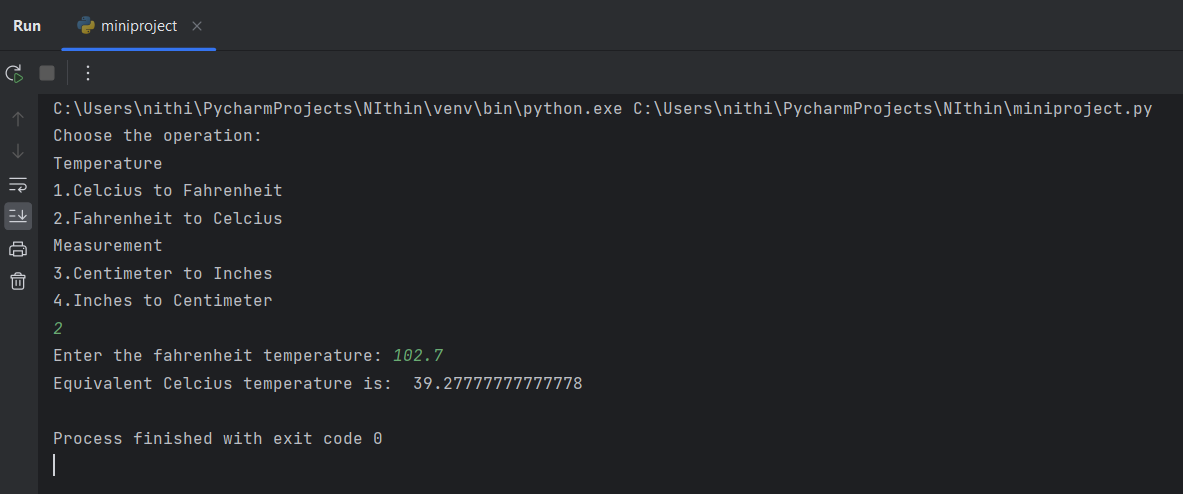 Run miniproject
C:\Users\nithi\PycharmProjects\NIthin\venv\bin\python.exe C:\Users\nithi\PycharmProjects\NIthin\miniproject.py
Choose the operation:
Temperature
1.Celcius to Fahrenheit
2.Fahrenheit to Celcius
Measurement
3.Centimeter to Inches
4.Inches to Centimeter
2
Enter the fahrenheit temperature: 102.7
Equivalent Celcius temperature is:  39.27777777777778
Process finished with exit code 0